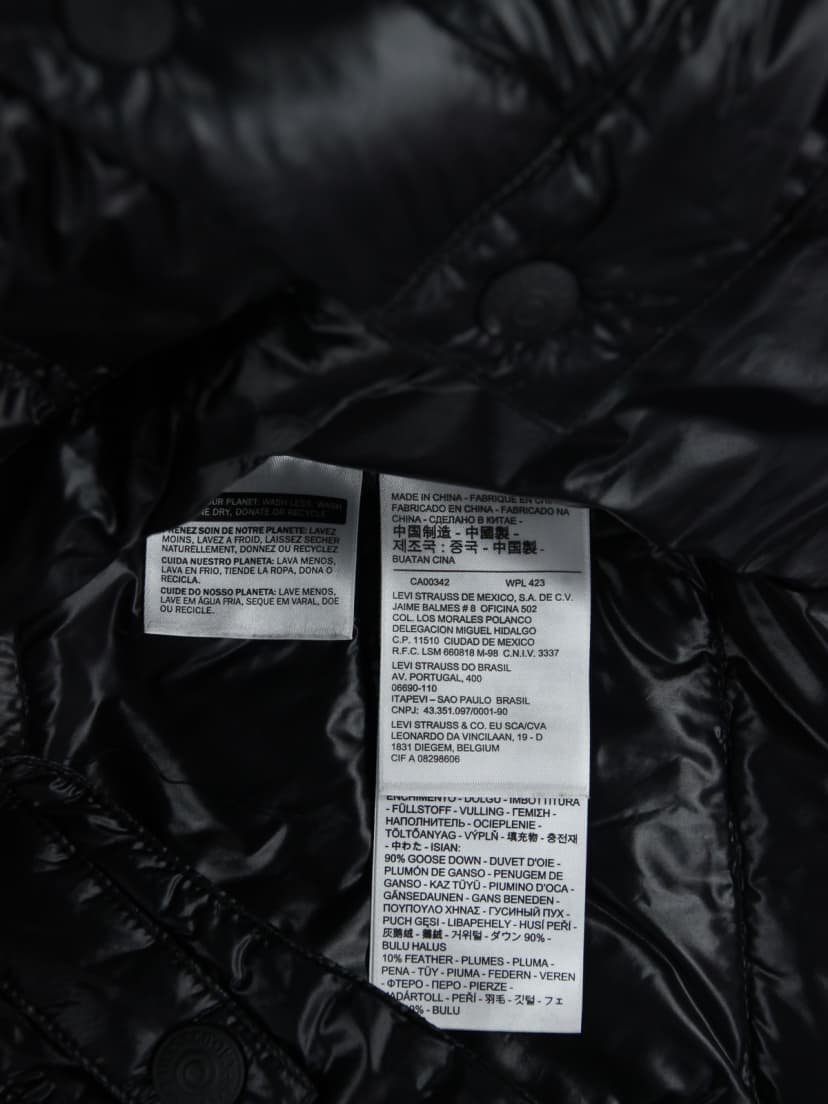 UR PLANET: WASH LESS, WASH
NE DRY, DONATE OR RECYCLE
RENEZ SOIN DE NOTRE PLANETE: LAVEZ
MOINS, LAVEZ A FROID, LAISSEZ SECHER
NATURELLEMENT, DONNEZ OU RECYCLEZ
CUIDA NUESTRO PLANETA: LAVA MENOS,
LAVA EN FRIO, TIENDE LA ROPA, DONA O
RECICLA.
CUIDE DO NOSSO PLANETA: LAVE MENOS,
LAVE EM ÁGUA FRIA, SEQUE EM VARAL, DOE
OU RECICLE.
MADE IN CHINA - FABRIQUE EN CHI
FABRICADO EN CHINA - FABRICADO NA
CHINA - СДЕЛАНО В КИТАЕ -
中国制造 - 中國製 -
제조국 : 중국 - 中国製 -
BUATAN CINA
CA00342 WPL 423
LEVI STRAUSS DE MEXICO, S.A. DE C.V.
JAIME BALMES # 8 OFICINA 502
COL. LOS MORALES POLANCO
DELEGACION MIGUEL HIDALGO
C.P. 11510 CIUDAD DE MEXICO
R.F.C. LSM 660818 M-98 C.N.I.V. 3337
LEVI STRAUSS DO BRASIL
AV. PORTUGAL, 400
06690-110
ITAPEVI – SAO PAULO BRASIL
CNPJ: 43.351.097/0001-90
LEVI STRAUSS & CO. EU SCA/CVA
LEONARDO DA VINCILAAN, 19 - D
1831 DIEGEM, BELGIUM
CIF A 08298606
ENCHIMENTO - DOLGU - IMBOTTITURA
- FÜLLSTOFF - VULLING - ΓΕΜΙΣΗ -
НАПОЛНИТЕЛЬ - OCIEPLENIE -
TÖLTŐANYAG - VÝPLŇ - 填充物 - 충전재
- 中わた - ISIAN:
90% GOOSE DOWN - DUVET D'OIE -
PLUMÓN DE GANSO - PENUGEM DE
GANSO - KAZ TÜYÜ - PIUMINO D'OCA -
GÄNSEDAUNEN - GANS BENEDEN -
ΠΟΥΠΟΥΛΟ ΧΗΝΑΣ - ГУСИНЫЙ ПУХ -
PUCH GĘSI - LIBAPEHELY - HUSÍ PEŘÍ -
灰鵝絨 - 鵝絨 - 거위털 - ダウン 90% -
BULU HALUS
10% FEATHER - PLUMES - PLUMA -
PENA - TÜY - PIUMA - FEDERN - VEREN
- ΦΤΕΡΟ - ПЕРО - PIERZE -
MADÁRTOLL - PEŘÍ - 羽毛 - 깃털 - フェ
0% - BULU